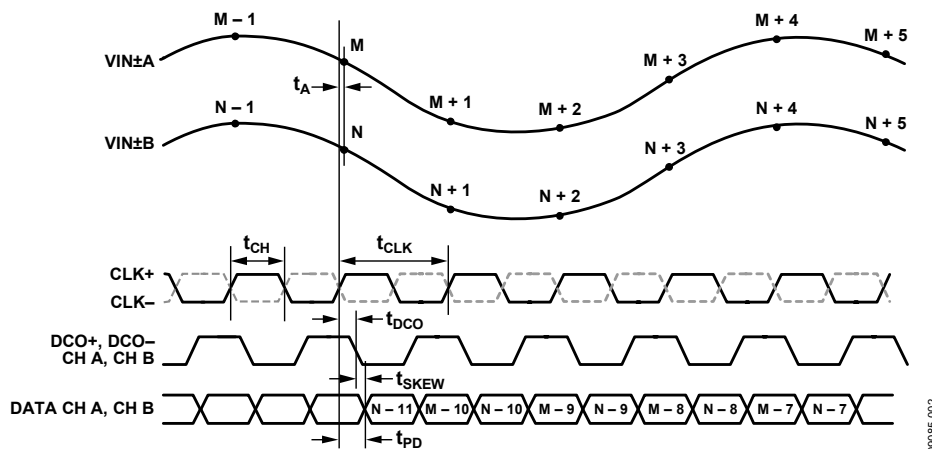 M – 1
M
M + 1
M + 2
M + 3
M + 4
M + 5
VIN±A
tA
N – 1
N
N + 1
N + 2
N + 3
N + 4
N + 5
VIN±B
tCH
tCLK
CLK+
CLK–
tDCO
DCO+, DCO–
CH A, CH B
tSKEW
DATA CH A, CH B
N – 11
M – 10
N – 10
M – 9
N – 9
M – 8
N – 8
M – 7
N – 7
tPD